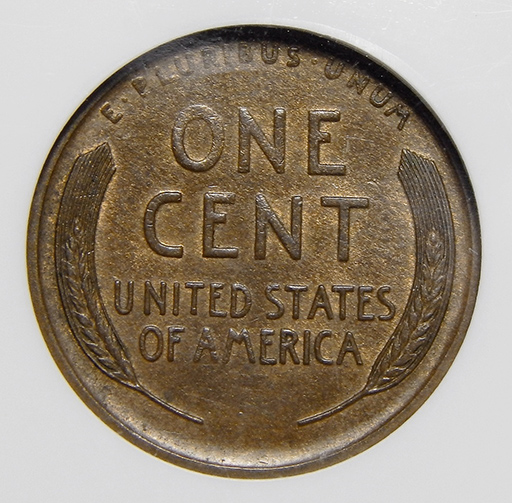 E·PLURIBUS·UNUM
ONE
CENT
UNITED STATES
OF AMERICA